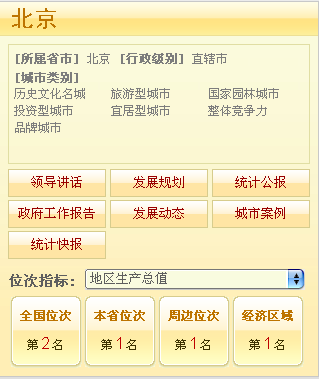 北京
[所属省市] 北京 [行政级别] 直辖市
[城市类别]
历史文化名城 旅游型城市 国家园林城市
投资型城市 宜居型城市 整体竞争力
品牌城市
领导讲话 发展规划 统计公报
政府工作报告 发展动态 城市案例
统计快报
位次指标: 地区生产总值
全国位次 本省位次 周边位次 经济区域
第2名 第1名 第1名 第1名